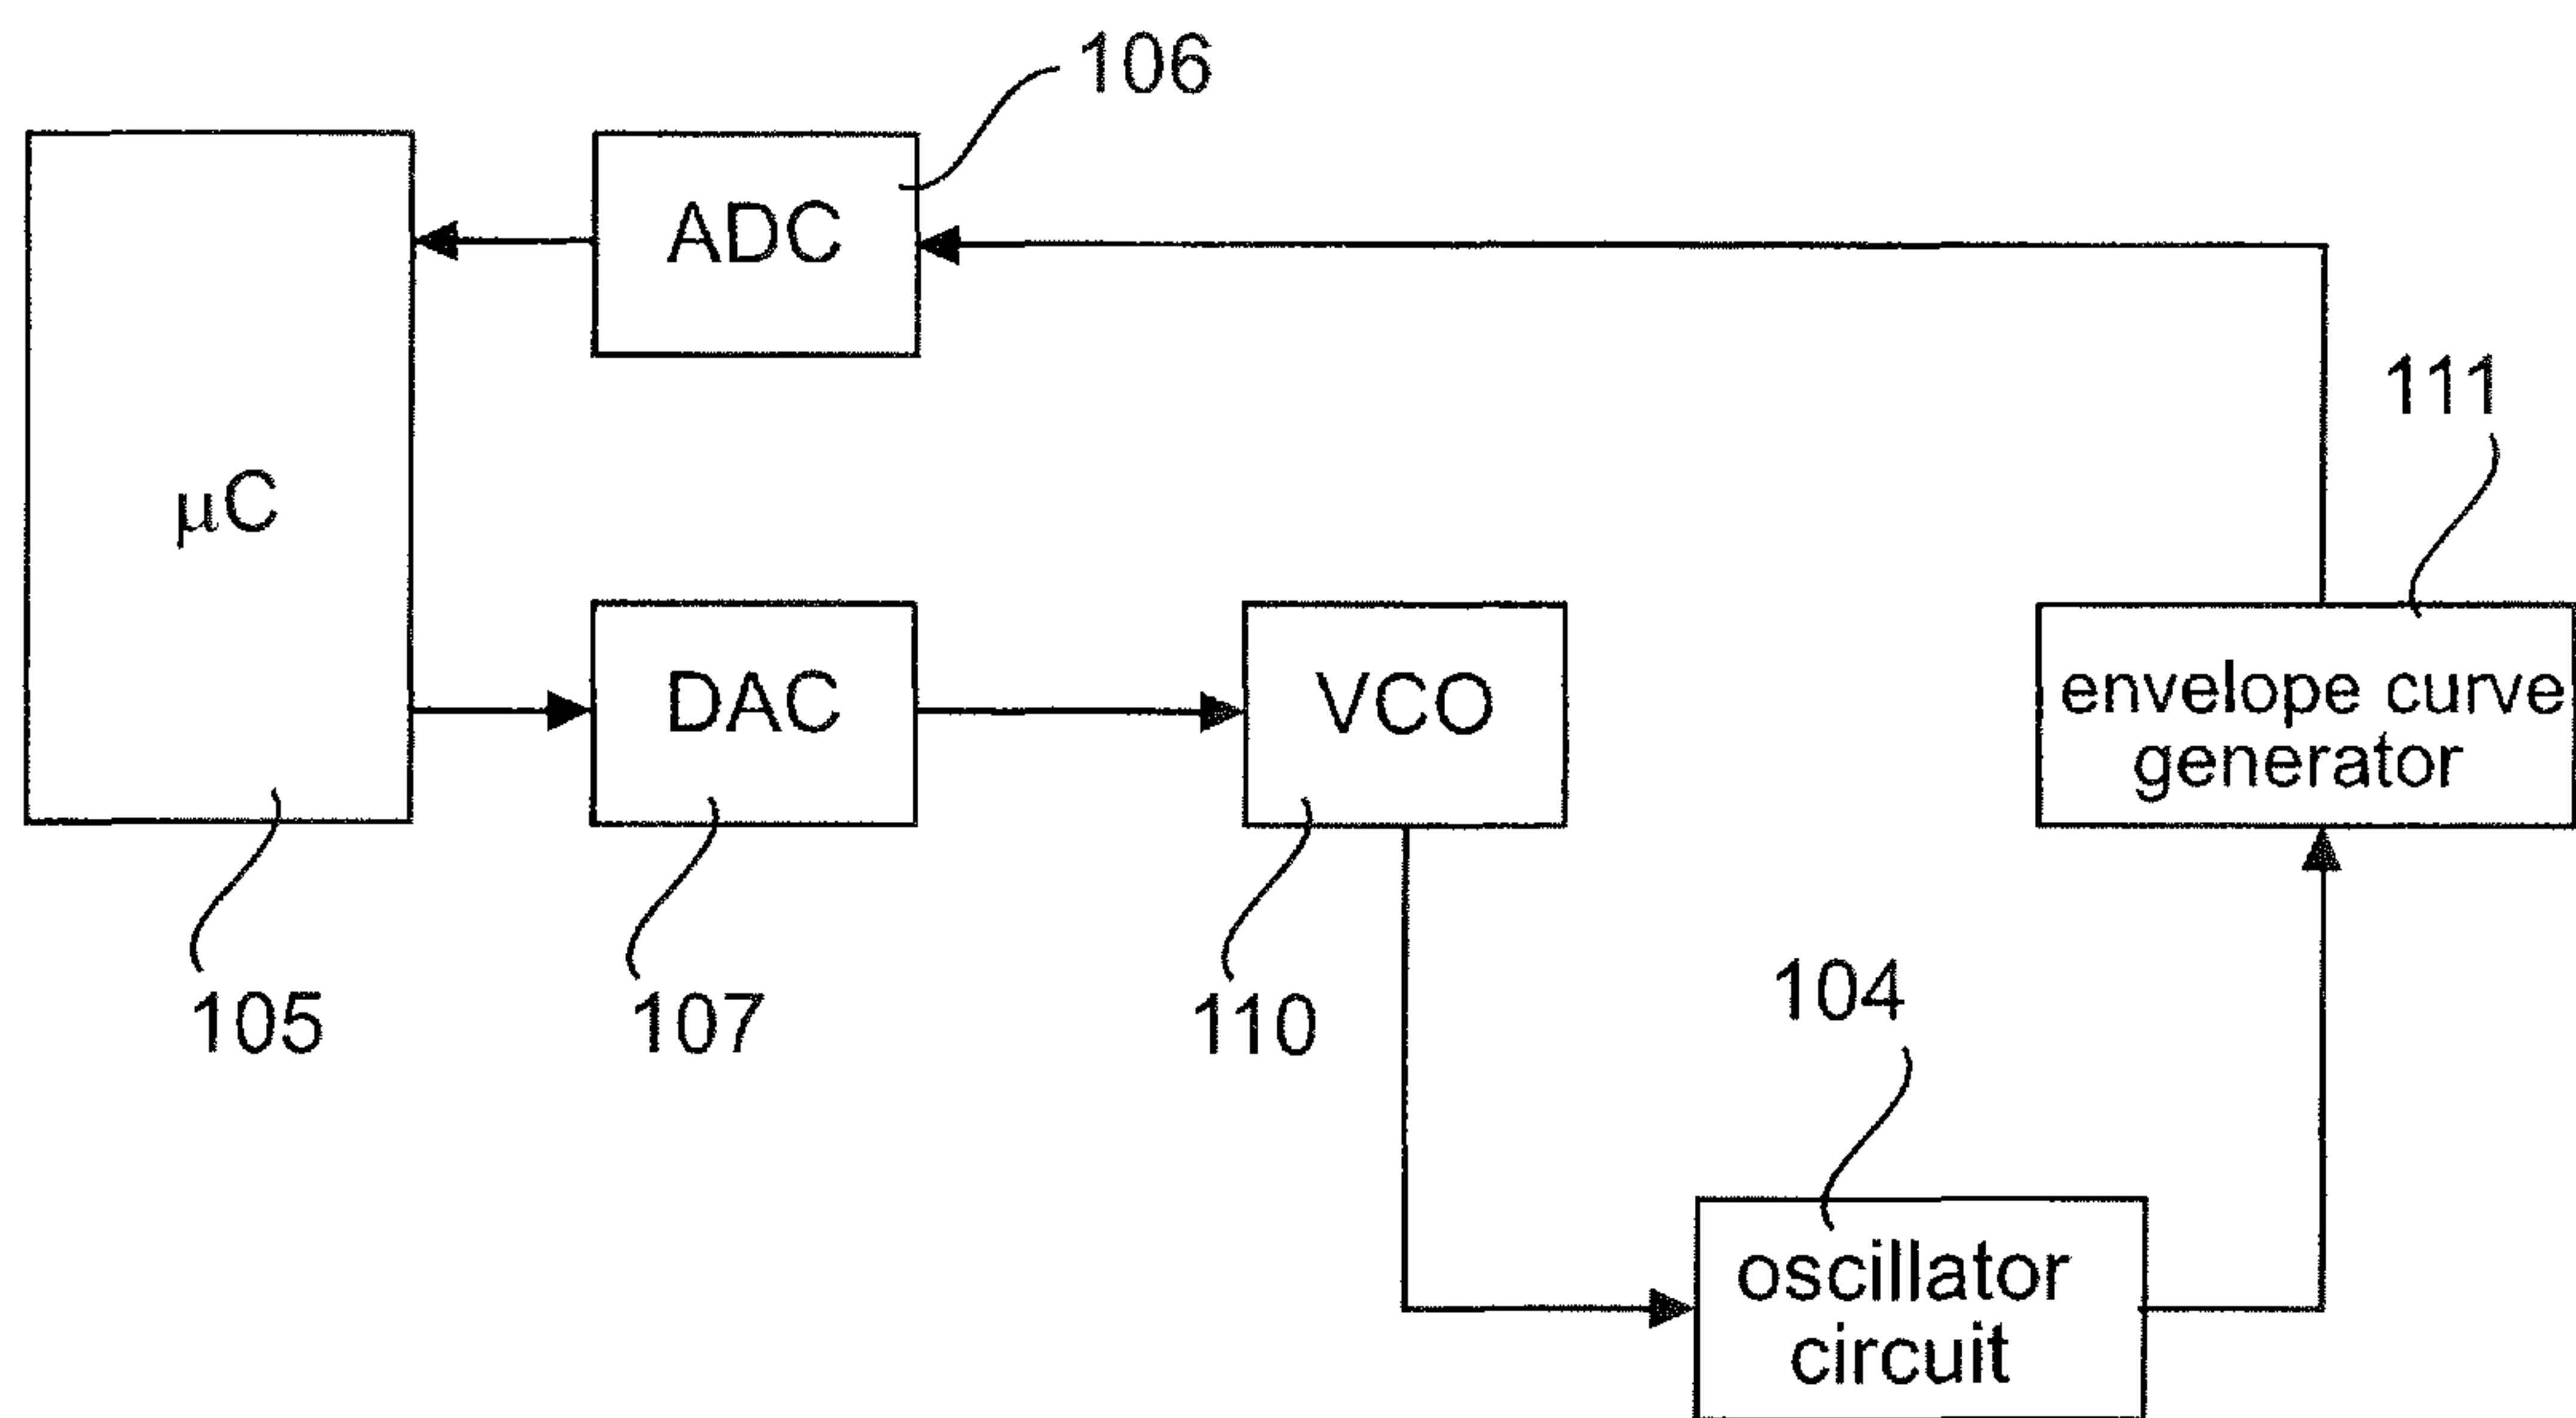 106
ADC
111
μC
DAC
VCO
envelope curve
generator
105
107
110
104
oscillator
circuit